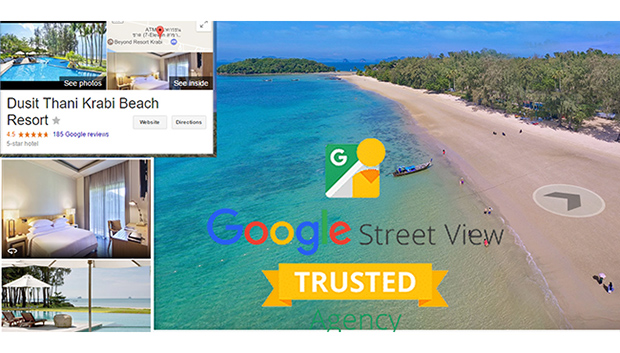 ATM
Beyond Resort Krabi
See photos
See inside
Dusit Thani Krabi Beach
Resort
Website
Directions
4.5 185 Google reviews
5-star hotel
G
Google Street View
TRUSTED
Agency